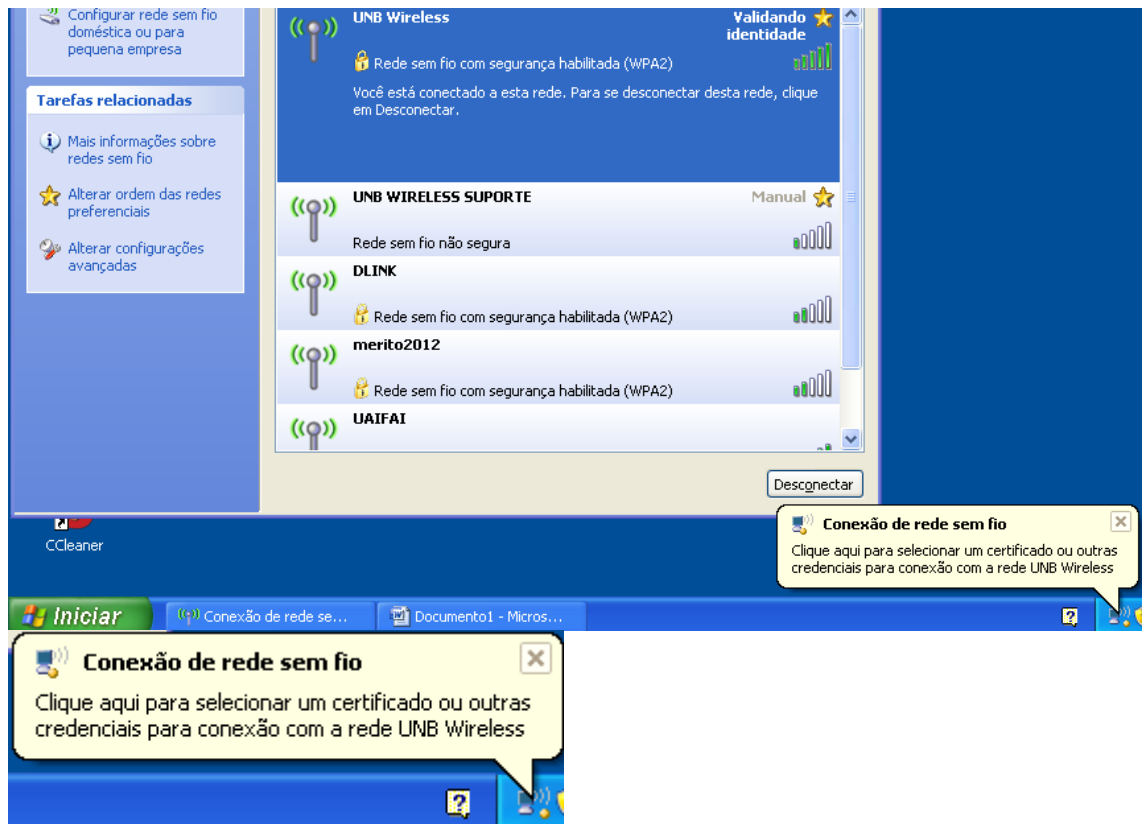 Configurar rede sem fio
doméstica ou para
pequena empresa
Tarefas relacionadas
Mais informações sobre
redes sem fio
Alterar ordem das redes
preferenciais
Alterar configurações
avançadas
UNB Wireless
Validando
identidade
Rede sem fio com segurança habilitada (WPA2)
Você está conectado a esta rede. Para se desconectar desta rede, clique
em Desconectar.
UNB WIRELESS SUPORTE
Manual
Rede sem fio não segura
DLINK
Rede sem fio com segurança habilitada (WPA2)
merito2012
Rede sem fio com segurança habilitada (WPA2)
UAIFAI
Desconectar
CCleaner
Conexão de rede sem fio
Clique aqui para selecionar um certificado ou outras
credenciais para conexão com a rede UNB Wireless
Iniciar
Conexão de rede se...
Documento1 - Micros...
Conexão de rede sem fio
Clique aqui para selecionar um certificado ou outras
credenciais para conexão com a rede UNB Wireless